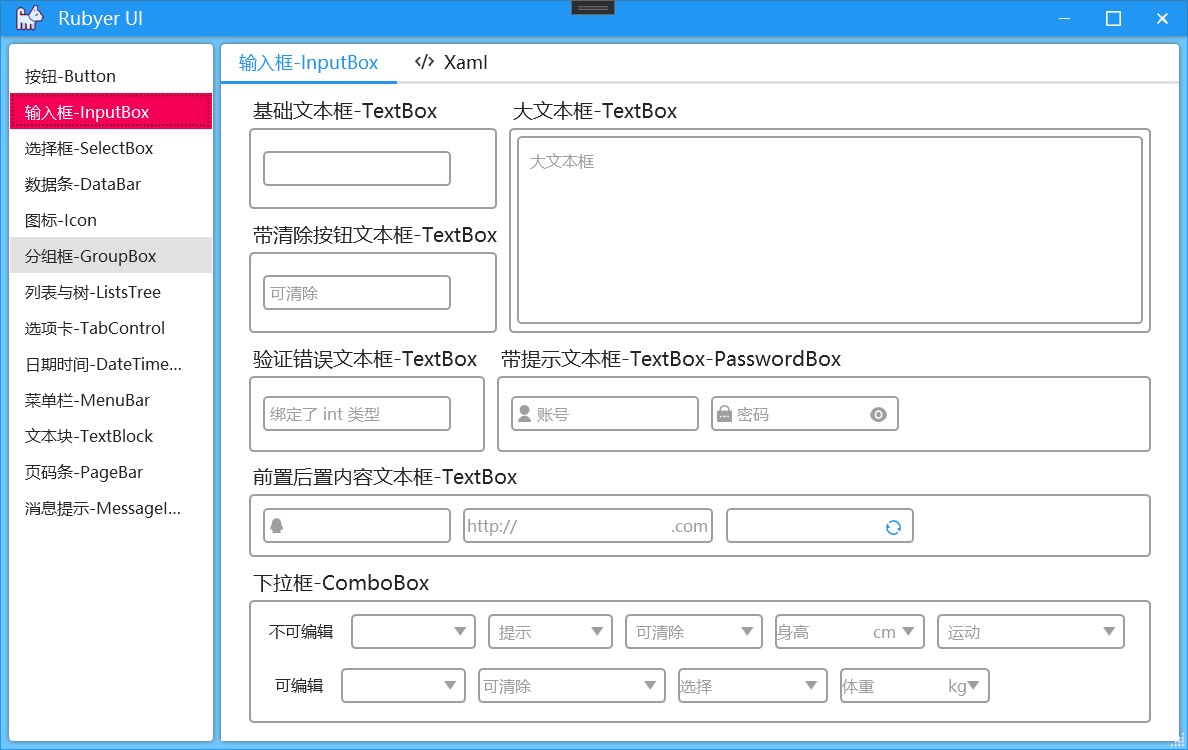 Rubyer UI
按钮-Button
输入框-InputBox
选择框-SelectBox
数据条-DataBar
图标-Icon
分组框-GroupBox
列表与树-ListsTree
选项卡-TabControl
日期时间-DateTime...
菜单栏-MenuBar
文本块-TextBlock
页码条-PageBar
消息提示-MessageI...
输入框-InputBox </> Xaml
基础文本框-TextBox 大文本框-TextBox
大文本框
带清除按钮文本框-TextBox
可清除
验证错误文本框-TextBox 带提示文本框-TextBox-PasswordBox
绑定了 int 类型 账号 密码
前置后置内容文本框-TextBox
http:// .com
下拉框-ComboBox
不可编辑 提示 可清除 身高 cm 运动
可编辑 可清除 选择 体重 kg